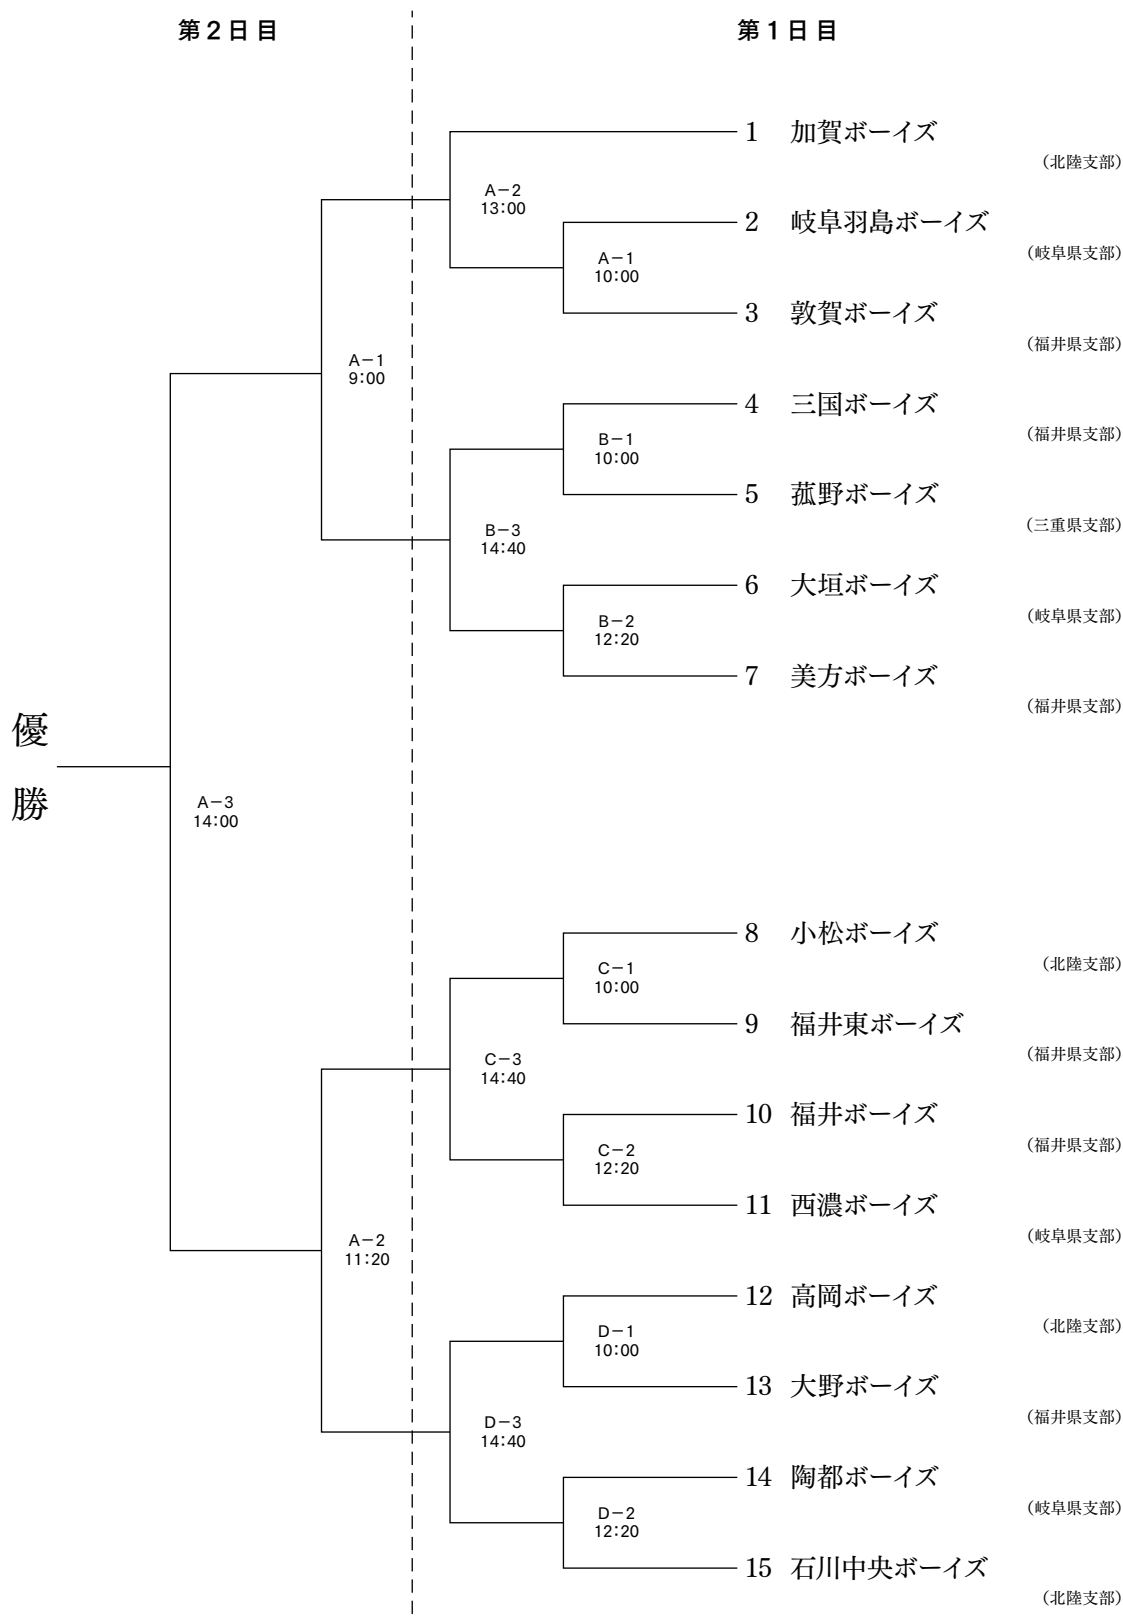 第2日目
第1日目
1 加賀ボーイズ
(北陸支部)
A−2
13:00
2 岐阜羽島ボーイズ
(岐阜県支部)
A−1
10:00
3 敦賀ボーイズ
(福井県支部)
A−1
9:00
4 三国ボーイズ
(福井県支部)
B−1
10:00
5 菰野ボーイズ
(三重県支部)
B−3
14:40
6 大垣ボーイズ
(岐阜県支部)
B−2
12:20
7 美方ボーイズ
(福井県支部)
優勝
A−3
14:00
8 小松ボーイズ
(北陸支部)
C−1
10:00
9 福井東ボーイズ
(福井県支部)
C−3
14:40
10 福井ボーイズ
(福井県支部)
C−2
12:20
11 西濃ボーイズ
(岐阜県支部)
A−2
11:20
12 高岡ボーイズ
(北陸支部)
D−1
10:00
13 大野ボーイズ
(福井県支部)
D−3
14:40
14 陶都ボーイズ
(岐阜県支部)
D−2
12:20
15 石川中央ボーイズ
(北陸支部)